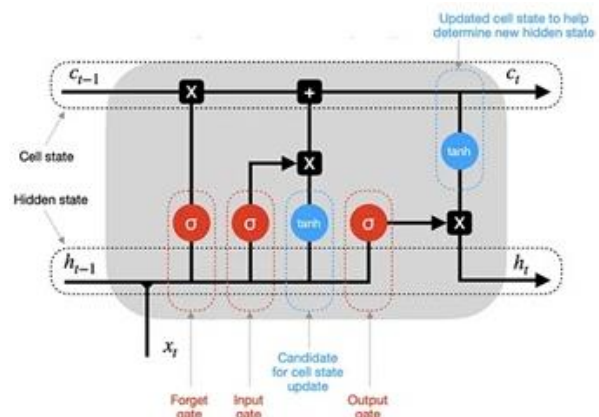 Updated cell state to help
determine new hidden state
c_{t-1}
c_t
X
+
Cell state
X
tanh
Hidden state
σ
σ
tanh
σ
X
h_{t-1}
h_t
x_t
Candidate
for cell state
update
Forget
gate
Input
gate
Output
gate